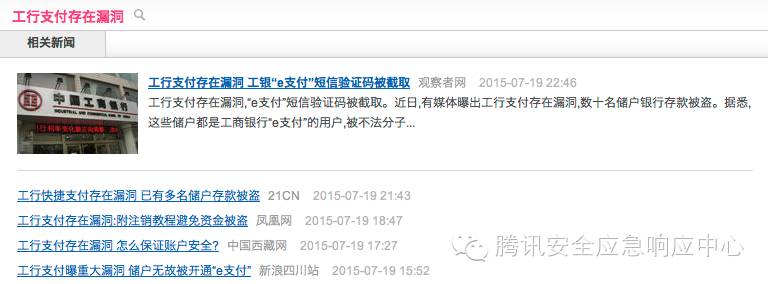 工行支付存在漏洞
相关新闻
工行支付存在漏洞 工银“e支付”短信验证码被截取 观察者网 2015-07-19 22:46
工行支付存在漏洞,“e支付”短信验证码被截取。近日,有媒体曝出工行支付存在漏洞,数十名储户银行存款被盗。据悉,
这些储户都是工商银行“e支付”的用户,被不法分子...
中国工商银行
INDUSTRIAL AND COMMERCIAL BANK OF CHINA
工行快捷支付存在漏洞 已有多名储户存款被盗 21CN 2015-07-19 21:43
工行支付存在漏洞:附注销教程避免资金被盗 凤凰网 2015-07-19 18:47
工行支付存在漏洞 怎么保证账户安全? 中国西藏网 2015-07-19 17:27
工行支付曝重大漏洞 储户无故被开通“e支付” 新浪四川站 2015-07-19 15:52
腾讯安全应急响应中心